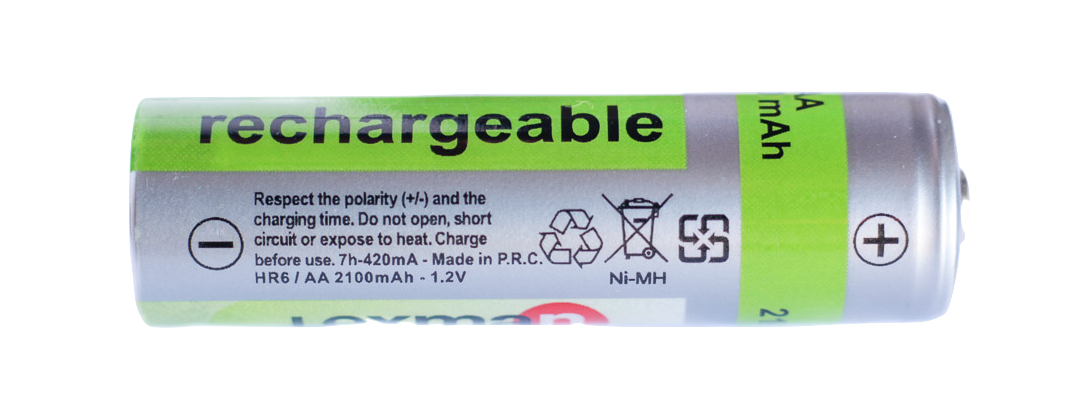 rechargeable
Respect the polarity (+/-) and the
charging time. Do not open, short
circuit or expose to heat. Charge
before use. 7h-420mA - Made in P.R.C.
HR6 / AA 2100mAh - 1.2V
Ni-MH
mAh